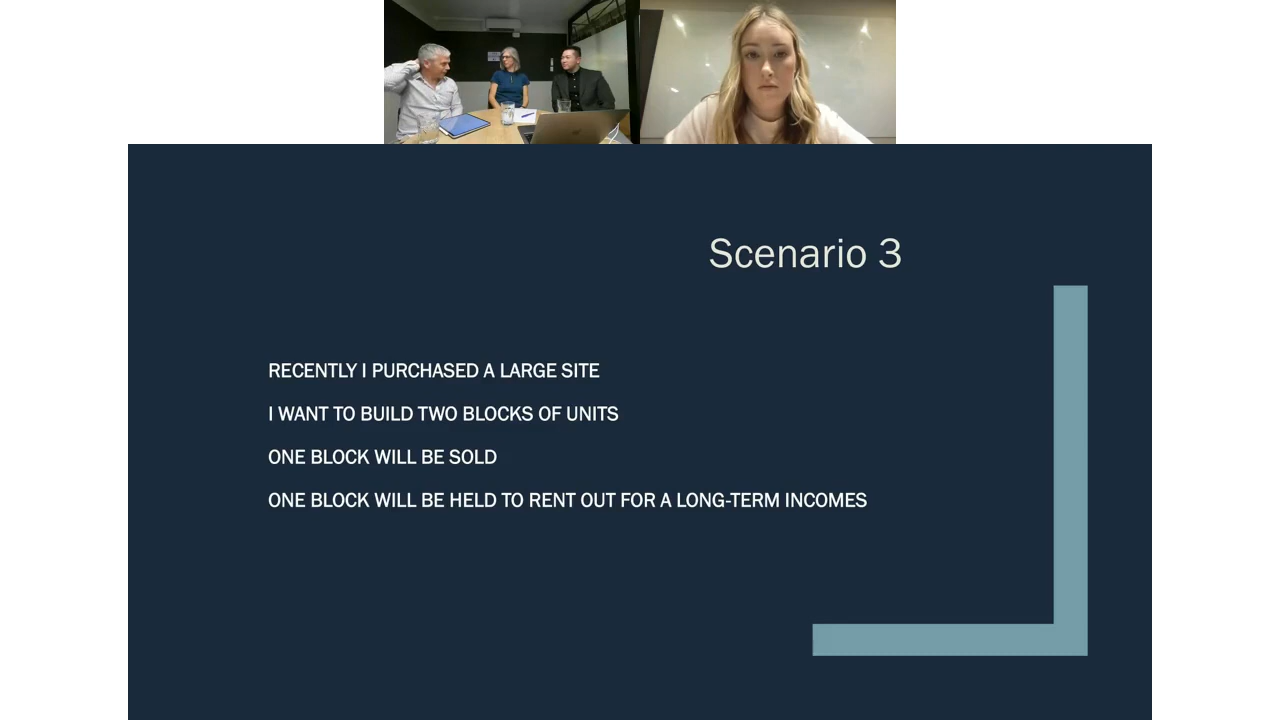 Scenario 3
RECENTLY I PURCHASED A LARGE SITE
I WANT TO BUILD TWO BLOCKS OF UNITS
ONE BLOCK WILL BE SOLD
ONE BLOCK WILL BE HELD TO RENT OUT FOR A LONG-TERM INCOMES